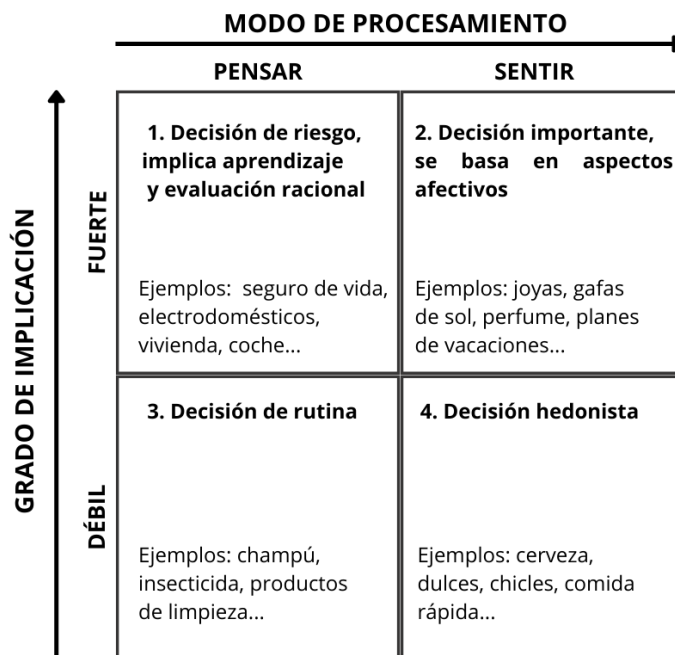 MODO DE PROCESAMIENTO
PENSAR
SENTIR
GRADO DE IMPLICACIÓN
FUERTE
1. Decisión de riesgo,
implica aprendizaje
y evaluación racional
Ejemplos: seguro de vida,
electrodomésticos,
vivienda, coche...
2. Decisión importante,
se basa en aspectos
afectivos
Ejemplos: joyas, gafas
de sol, perfume, planes
de vacaciones...
DÉBIL
3. Decisión de rutina
Ejemplos: champú,
insecticida, productos
de limpieza...
4. Decisión hedonista
Ejemplos: cerveza,
dulces, chicles, comida
rápida...